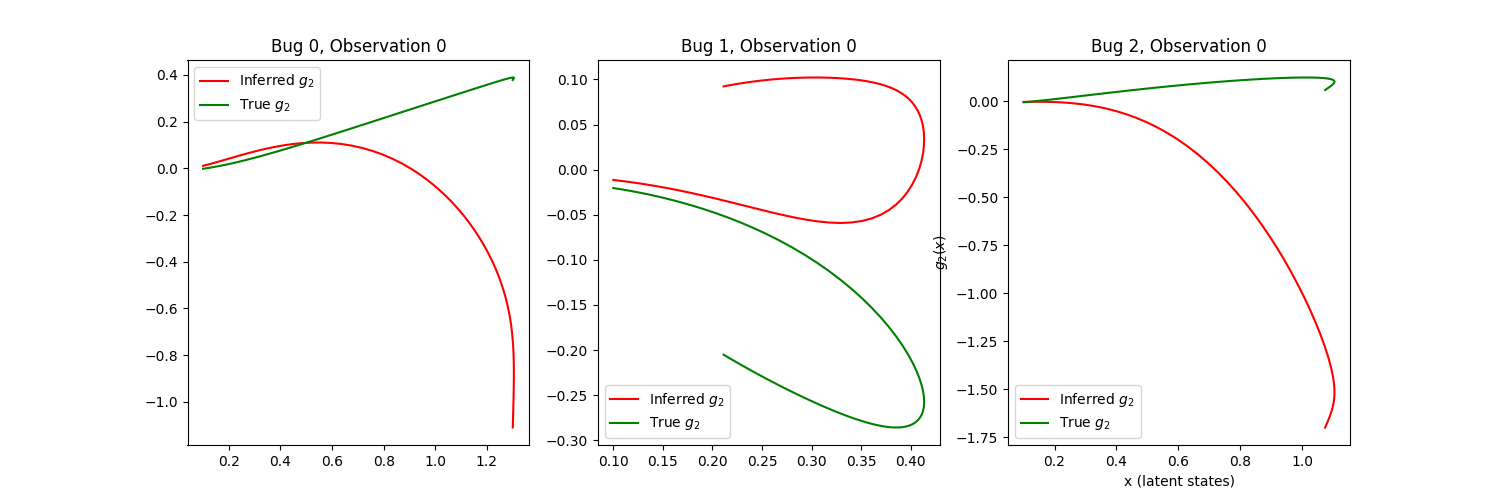 Bug 0, Observation 0
Inferred g₂
True g₂
0.4
0.2
0.0
−0.2
−0.4
−0.6
−0.8
−1.0
0.2 0.4 0.6 0.8 1.0 1.2
Bug 1, Observation 0
0.10
0.05
0.00
−0.05
−0.10
−0.15
−0.20
−0.25
−0.30
Inferred g₂
True g₂
0.10 0.15 0.20 0.25 0.30 0.35 0.40
Bug 2, Observation 0
g₂(x)
0.00
−0.25
−0.50
−0.75
−1.00
−1.25
−1.50
−1.75
Inferred g₂
True g₂
0.2 0.4 0.6 0.8 1.0
x (latent states)